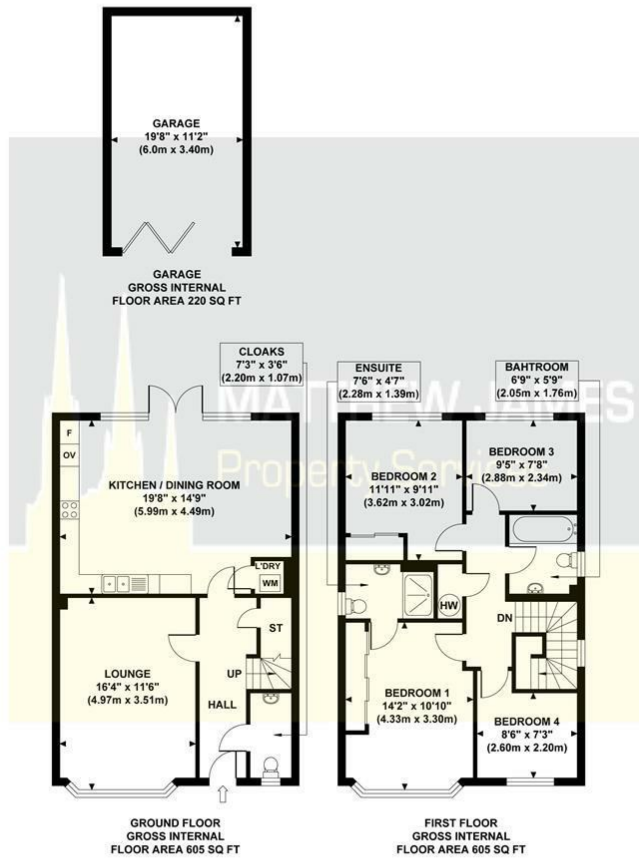 GARAGE
19'8" x 11'2"
(6.0m x 3.40m)
GARAGE
GROSS INTERNAL
FLOOR AREA 220 SQ FT
CLOAKS
7'3" x 3'6"
(2.20m x 1.07m)
ENSUITE
7'6" x 4'7"
(2.28m x 1.39m)
BAHTROOM
6'9" x 5'9"
(2.05m x 1.76m)
MATTHEW JAMES
Property Services
F
OV
KITCHEN / DINING ROOM
19'8" x 14'9"
(5.99m x 4.49m)
L'DRY
WM
ST
UP
LOUNGE
16'4" x 11'6"
(4.97m x 3.51m)
HALL
BEDROOM 2
11'11" x 9'11"
(3.62m x 3.02m)
BEDROOM 3
9'5" x 7'8"
(2.88m x 2.34m)
HW
DN
BEDROOM 1
14'2" x 10'10"
(4.33m x 3.30m)
BEDROOM 4
8'6" x 7'3"
(2.60m x 2.20m)
GROUND FLOOR
GROSS INTERNAL
FLOOR AREA 605 SQ FT
FIRST FLOOR
GROSS INTERNAL
FLOOR AREA 605 SQ FT